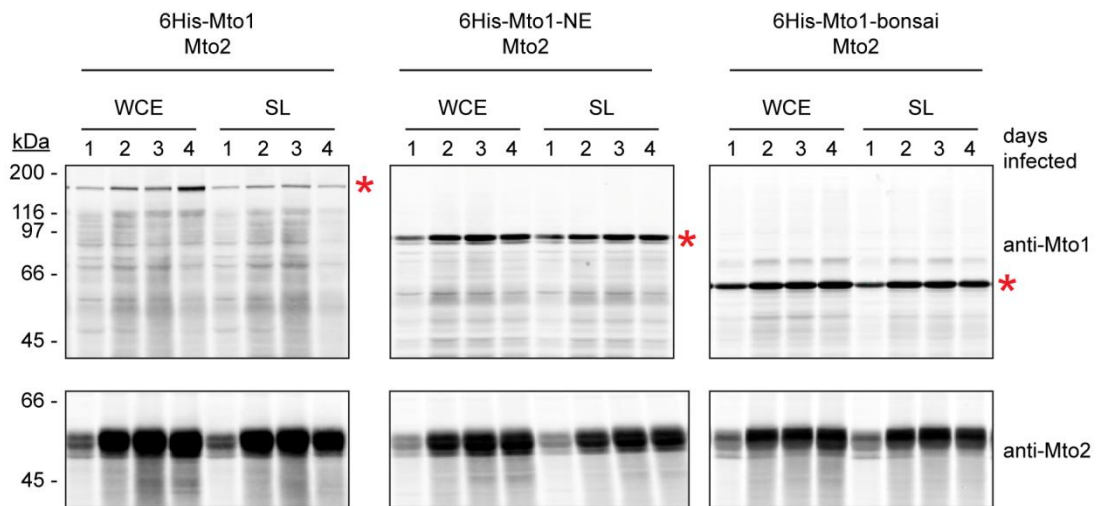 6His-Mto1
Mto2
6His-Mto1-NE
Mto2
6His-Mto1-bonsai
Mto2
WCE SL WCE SL WCE SL
kDa 1 2 3 4 1 2 3 4 1 2 3 4 1 2 3 4 1 2 3 4 1 2 3 4 days
infected
200 -
*
116 -
97 -
* anti-Mto1
66 -
*
45 -
66 -
anti-Mto2
45 -